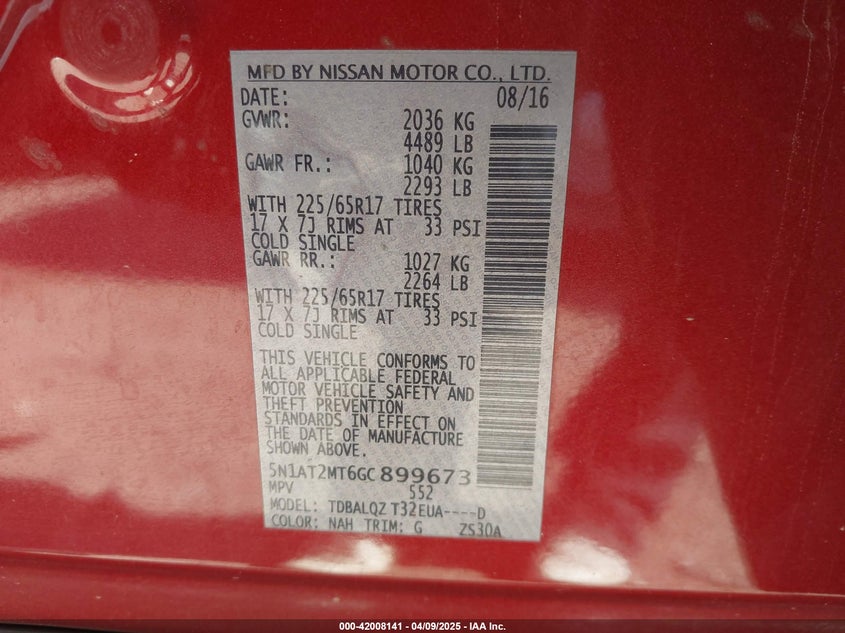 MFD BY NISSAN MOTOR CO., LTD.
DATE: 08/16
GVWR: 2036 KG
4489 LB
GAWR FR.: 1040 KG
2293 LB
WITH 225/65R17 TIRES
17 X 7J RIMS AT 33 PSI
COLD SINGLE
GAWR RR.: 1027 KG
2264 LB
WITH 225/65R17 TIRES
17 X 7J RIMS AT 33 PSI
COLD SINGLE
THIS VEHICLE CONFORMS TO
ALL APPLICABLE FEDERAL
MOTOR VEHICLE SAFETY AND
THEFT PREVENTION
STANDARDS IN EFFECT ON
THE DATE OF MANUFACTURE
SHOWN ABOVE.
5N1AT2MT6GC899673
MPV 552
MODEL: TDBALQZ T32EUA----D
COLOR: NAH TRIM: G ZS30A
000-42008141 | 04/09/2025 - IAA Inc.